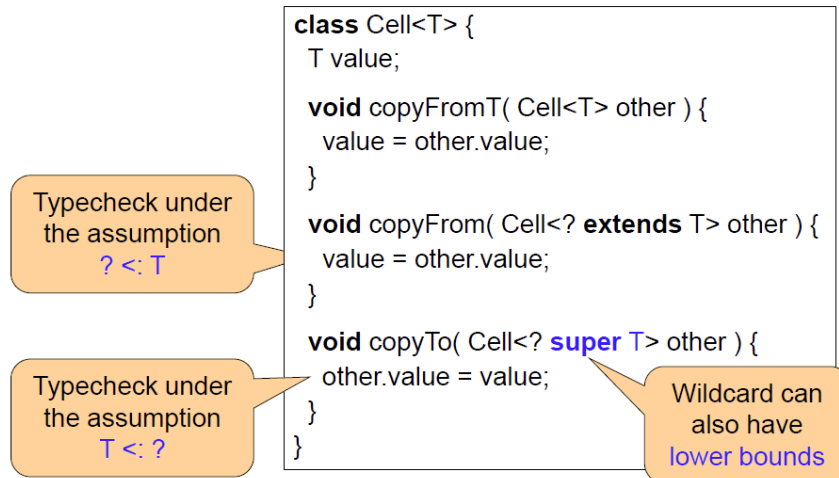 class Cell<T> {
T value;
void copyFromT( Cell<T> other ) {
value = other.value;
}
void copyFrom( Cell<? extends T> other ) {
value = other.value;
}
void copyTo( Cell<? super T> other ) {
other.value = value;
}
}
Typecheck under
the assumption
? <: T
Typecheck under
the assumption
T <: ?
Wildcard can
also have
lower bounds